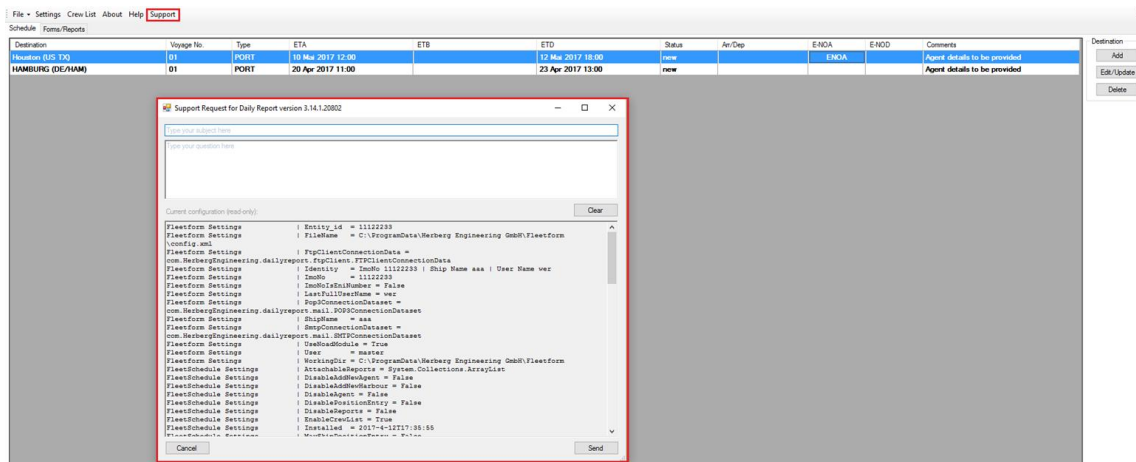 File Settings Crew List About Help Support
Schedule Forms/Reports
Destination Voyage No. Type ETA ETB ETD Status Arr/Dep E-NOA E-NOD Comments
Houston (US TX) 01 PORT 10 Mai 2017 12:00 12 Mai 2017 18:00 new ENOA Agent details to be provided
HAMBURG (DE/HAM) 01 PORT 20 Apr 2017 11:00 23 Apr 2017 13:00 new Agent details to be provided
Destination
Add
Edit/Update
Delete
Support Request for Daily Report version 3.14.1.20802
Type your subject here
Type your question here
Current configuration (read-only):
Clear
Fleetform Settings | Entity_id = 11122233
Fleetform Settings | FileName = C:\ProgramData\Herberg Engineering GmbH\Fleetform
\config.xml
Fleetform Settings | FtpClientConnectionData =
com.HerbergEngineering.dailyreport.ftpClient.FTPClientConnectionData
Fleetform Settings | Identity = ImoNo 11122233 | Ship Name aaa | User Name wer
Fleetform Settings | ImoNo = 11122233
Fleetform Settings | ImoNoIsEniNumber = False
Fleetform Settings | LastFullUserName = wer
Fleetform Settings | Pop3ConnectionDataset =
com.HerbergEngineering.dailyreport.mail.POP3ConnectionDataset
Fleetform Settings | ShipName = aaa
Fleetform Settings | SmtpConnectionDataset =
com.HerbergEngineering.dailyreport.mail.SMTPConnectionDataset
Fleetform Settings | UseNoadModule = True
Fleetform Settings | User = master
Fleetform Settings | WorkingDir = C:\ProgramData\Herberg Engineering GmbH\Fleetform
FleetSchedule Settings | AttachableReports = System.Collections.ArrayList
FleetSchedule Settings | DisableAddNewAgent = False
FleetSchedule Settings | DisableAddNewHarbour = False
FleetSchedule Settings | DisableAgent = False
FleetSchedule Settings | DisablePositionEntry = False
FleetSchedule Settings | DisableReports = False
FleetSchedule Settings | EnableCrewList = True
FleetSchedule Settings | Installed = 2017-4-12T17:35:55
Cancel
Send